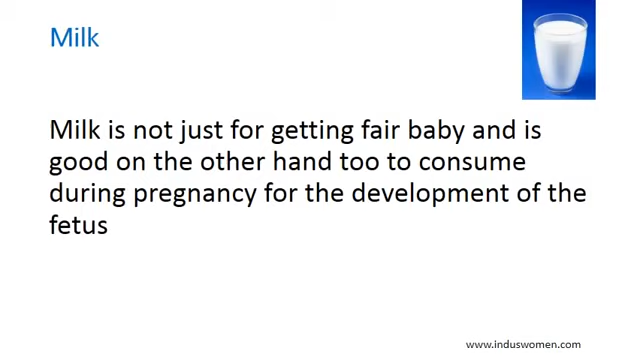 Milk
Milk is not just for getting fair baby and is
good on the other hand too to consume
during pregnancy for the development of the
fetus
www.induswomen.com